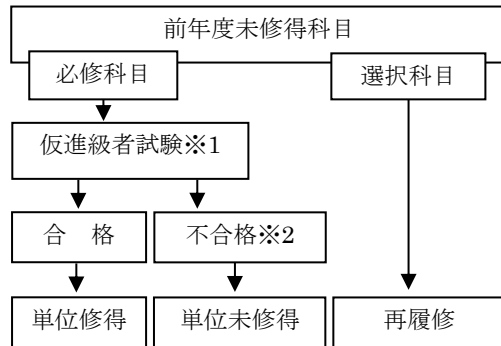 前年度未修得科目
必修科目
選択科目
仮進級者試験※1
合　格
不合格※2
単位修得
単位未修得
再履修